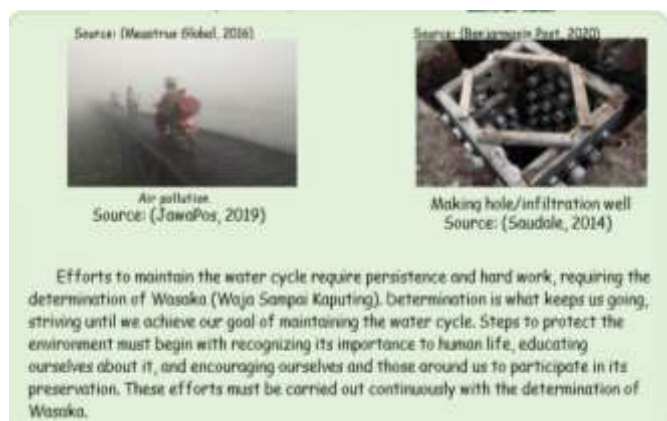 Source: (Meastrue Global, 2016)
Source: (Banjarmasin Post, 2020)
Air pollution
Source: (JawaPos, 2019)
Making hole/infiltration well
Source: (Saudale, 2014)
Efforts to maintain the water cycle require persistence and hard work, requiring the
determination of Wasaka (Waja Sampai Kaputing). Determination is what keeps us going,
striving until we achieve our goal of maintaining the water cycle. Steps to protect the
environment must begin with recognizing its importance to human life, educating
ourselves about it, and encouraging ourselves and those around us to participate in its
preservation. These efforts must be carried out continuously with the determination of
Wasaka.